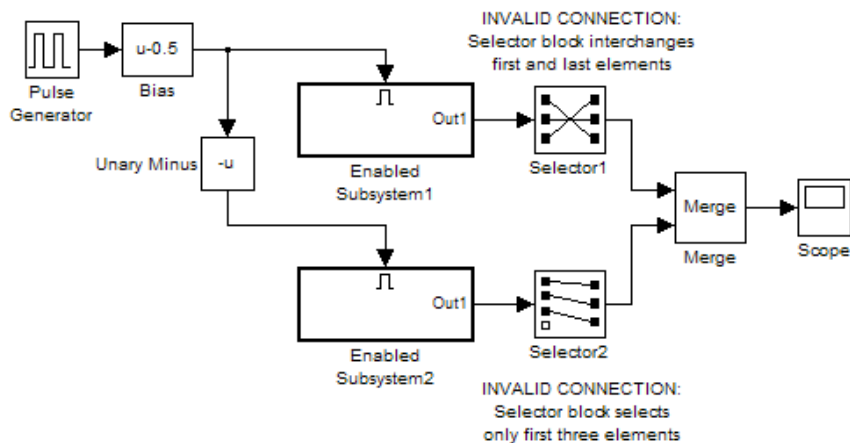 INVALID CONNECTION:
Selector block interchanges
first and last elements
u-0.5
Pulse
Generator
Bias
Out1
Enabled
Subsystem1
Selector1
Unary Minus
-u
Merge
Merge
Scope
Out1
Enabled
Subsystem2
Selector2
INVALID CONNECTION:
Selector block selects
only first three elements